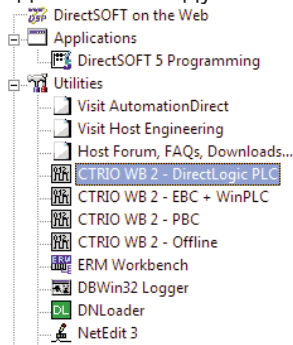 DirectSOFT on the Web
Applications
DirectSOFT 5 Programming
Utilities
Visit AutomationDirect
Visit Host Engineering
Host Forum, FAQs, Downloads...
CTRIO WB 2 - DirectLogic PLC
CTRIO WB 2 - EBC + WinPLC
CTRIO WB 2 - PBC
CTRIO WB 2 - Offline
ERM Workbench
DBWin32 Logger
DL DNLoader
NetEdit 3